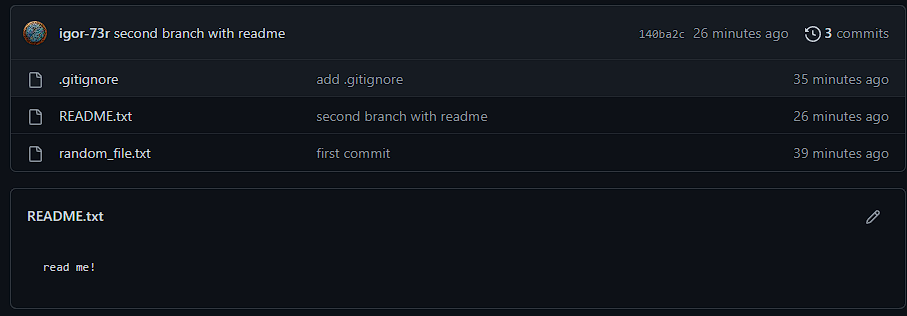 igor-73r second branch with readme 140ba2c 26 minutes ago 3 commits
.gitignore add .gitignore 35 minutes ago
README.txt second branch with readme 26 minutes ago
random_file.txt first commit 39 minutes ago
README.txt
read me!